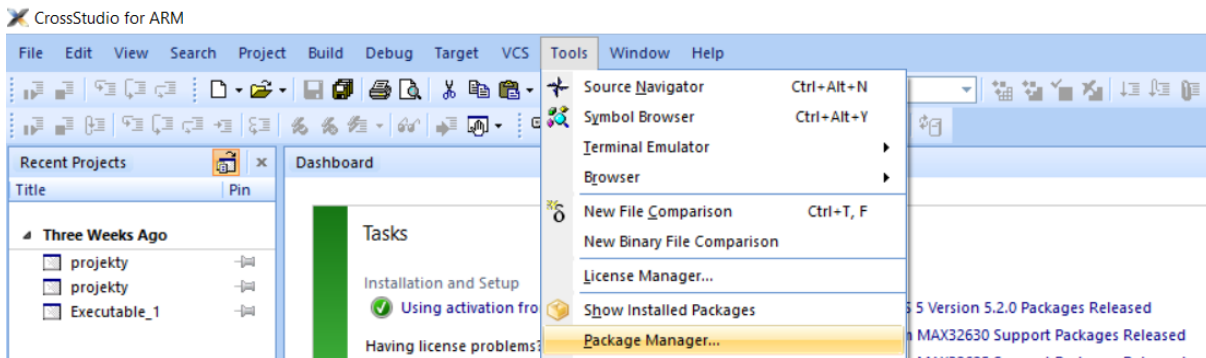 CrossStudio for ARM
File Edit View Search Project Build Debug Target VCS Tools Window Help
Source Navigator Ctrl+Alt+N
Symbol Browser Ctrl+Alt+Y
Terminal Emulator
Browser
New File Comparison Ctrl+T, F
New Binary File Comparison
License Manager...
Show Installed Packages
Package Manager...
Recent Projects
Title Pin
Three Weeks Ago
projekty
projekty
Executable_1
Dashboard
Tasks
Installation and Setup
Using activation fro
Having license problems?
5 Version 5.2.0 Packages Released
MAX32630 Support Packages Released